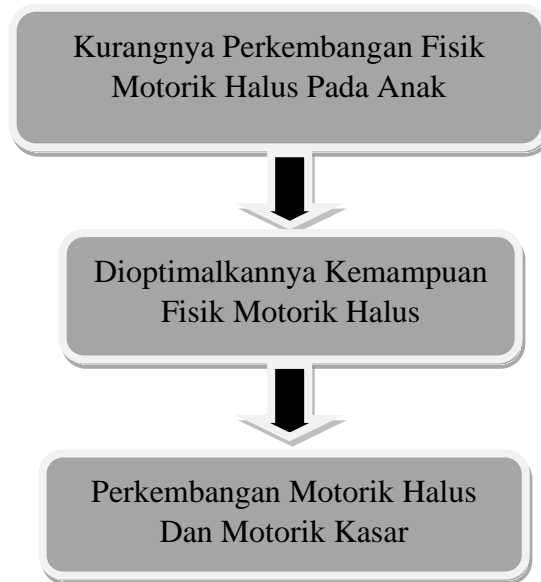 Kurangnya Perkembangan Fisik
Motorik Halus Pada Anak
Dioptimalkannya Kemampuan
Fisik Motorik Halus
Perkembangan Motorik Halus
Dan Motorik Kasar